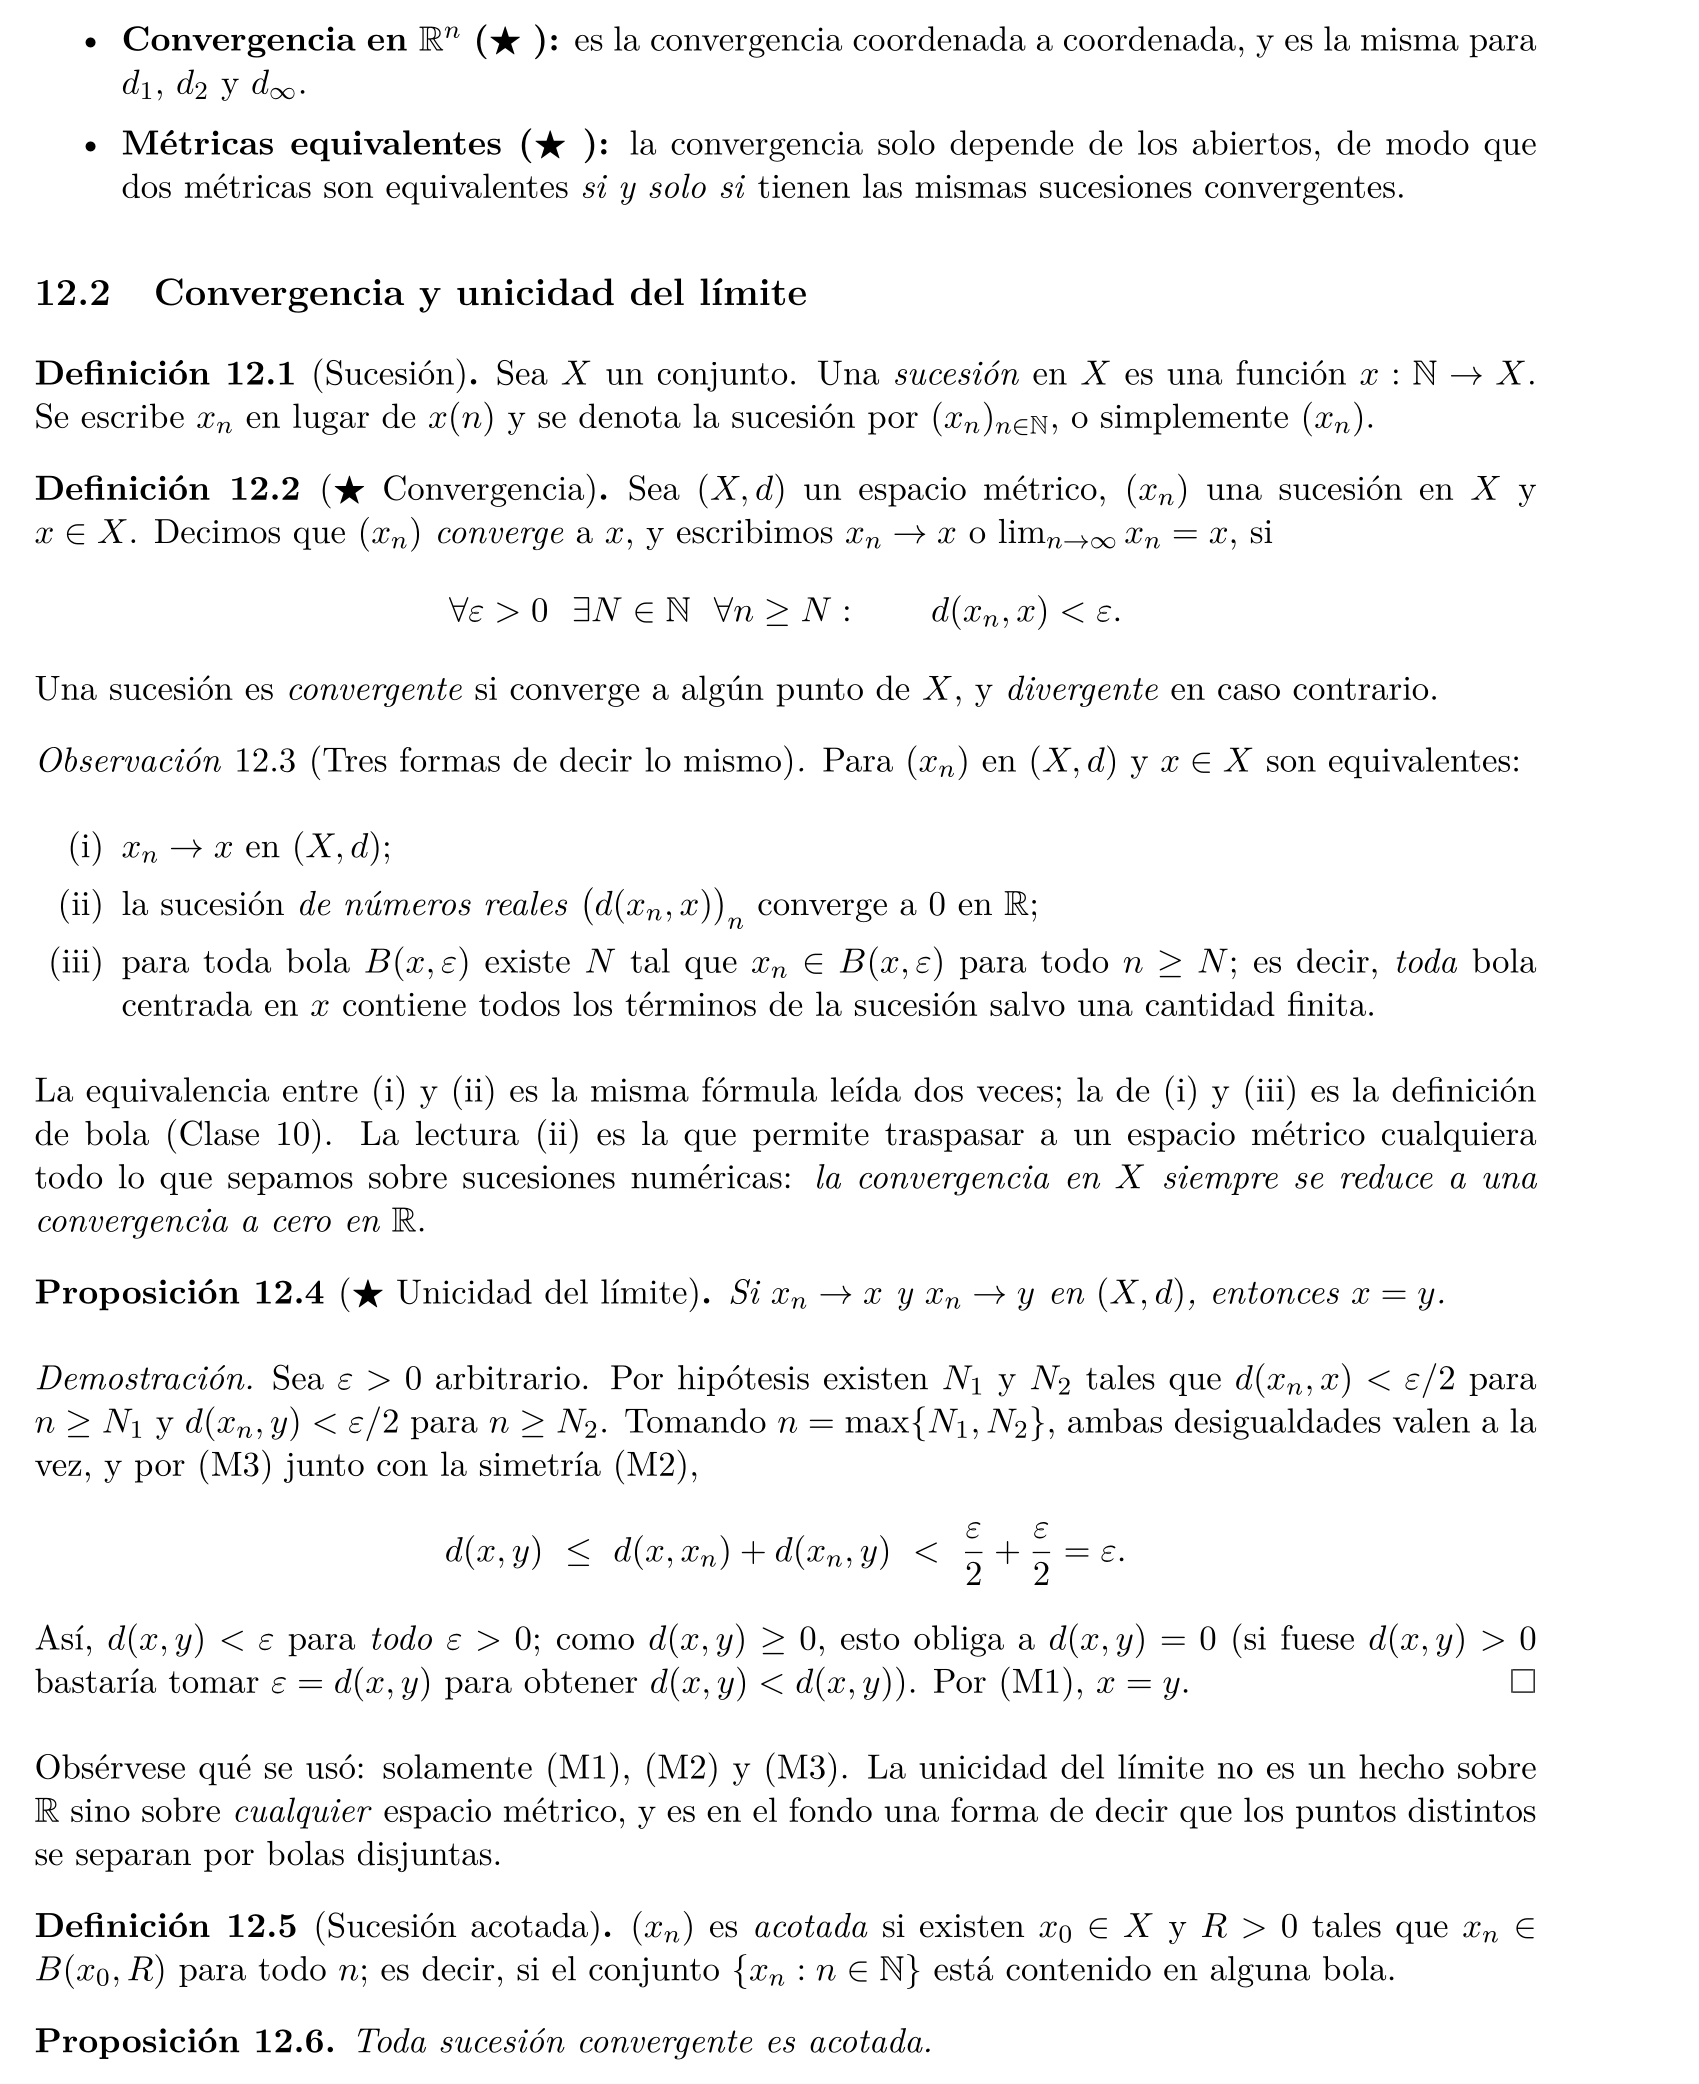 • Convergencia en ℝⁿ (★ ): es la convergencia coordenada a coordenada, y es la misma para
d₁, d₂ y d∞.
• Métricas equivalentes (★ ): la convergencia solo depende de los abiertos, de modo que
dos métricas son equivalentes si y solo si tienen las mismas sucesiones convergentes.
12.2 Convergencia y unicidad del límite
Definición 12.1 (Sucesión). Sea X un conjunto. Una sucesión en X es una función x : ℕ → X.
Se escribe xₙ en lugar de x(n) y se denota la sucesión por (xₙ)ₙ∈ℕ, o simplemente (xₙ).
Definición 12.2 (★ Convergencia). Sea (X, d) un espacio métrico, (xₙ) una sucesión en X y
x ∈ X. Decimos que (xₙ) converge a x, y escribimos xₙ → x o limₙ→∞ xₙ = x, si
∀ε > 0 ∃N ∈ ℕ ∀n ≥ N : d(xₙ, x) < ε.
Una sucesión es convergente si converge a algún punto de X, y divergente en caso contrario.
Observación 12.3 (Tres formas de decir lo mismo). Para (xₙ) en (X, d) y x ∈ X son equivalentes:
(i) xₙ → x en (X, d);
(ii) la sucesión de números reales (d(xₙ, x))ₙ converge a 0 en ℝ;
(iii) para toda bola B(x, ε) existe N tal que xₙ ∈ B(x, ε) para todo n ≥ N; es decir, toda bola
centrada en x contiene todos los términos de la sucesión salvo una cantidad finita.
La equivalencia entre (i) y (ii) es la misma fórmula leída dos veces; la de (i) y (iii) es la definición
de bola (Clase 10). La lectura (ii) es la que permite traspasar a un espacio métrico cualquiera
todo lo que sepamos sobre sucesiones numéricas: la convergencia en X siempre se reduce a una
convergencia a cero en ℝ.
Proposición 12.4 (★ Unicidad del límite). Si xₙ → x y xₙ → y en (X, d), entonces x = y.
Demostración. Sea ε > 0 arbitrario. Por hipótesis existen N₁ y N₂ tales que d(xₙ, x) < ε/2 para
n ≥ N₁ y d(xₙ, y) < ε/2 para n ≥ N₂. Tomando n = max{N₁, N₂}, ambas desigualdades valen a la
vez, y por (M3) junto con la simetría (M2),
d(x, y) ≤ d(x, xₙ) + d(xₙ, y) < ε/2 + ε/2 = ε.
Así, d(x, y) < ε para todo ε > 0; como d(x, y) ≥ 0, esto obliga a d(x, y) = 0 (si fuese d(x, y) > 0
bastaría tomar ε = d(x, y) para obtener d(x, y) < d(x, y)). Por (M1), x = y. □
Obsérvese qué se usó: solamente (M1), (M2) y (M3). La unicidad del límite no es un hecho sobre
ℝ sino sobre cualquier espacio métrico, y es en el fondo una forma de decir que los puntos distintos
se separan por bolas disjuntas.
Definición 12.5 (Sucesión acotada). (xₙ) es acotada si existen x₀ ∈ X y R > 0 tales que xₙ ∈
B(x₀, R) para todo n; es decir, si el conjunto {xₙ : n ∈ ℕ} está contenido en alguna bola.
Proposición 12.6. Toda sucesión convergente es acotada.